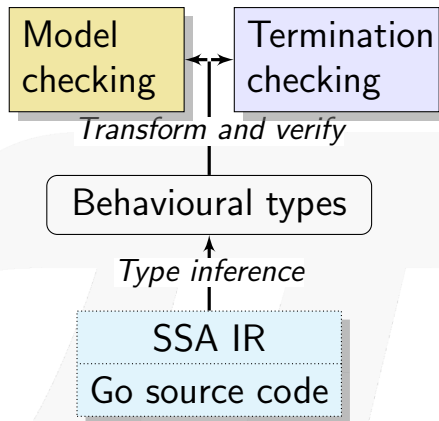 Model
checking
Termination
checking
Transform and verify
Behavioural types
Type inference
SSA IR
Go source code